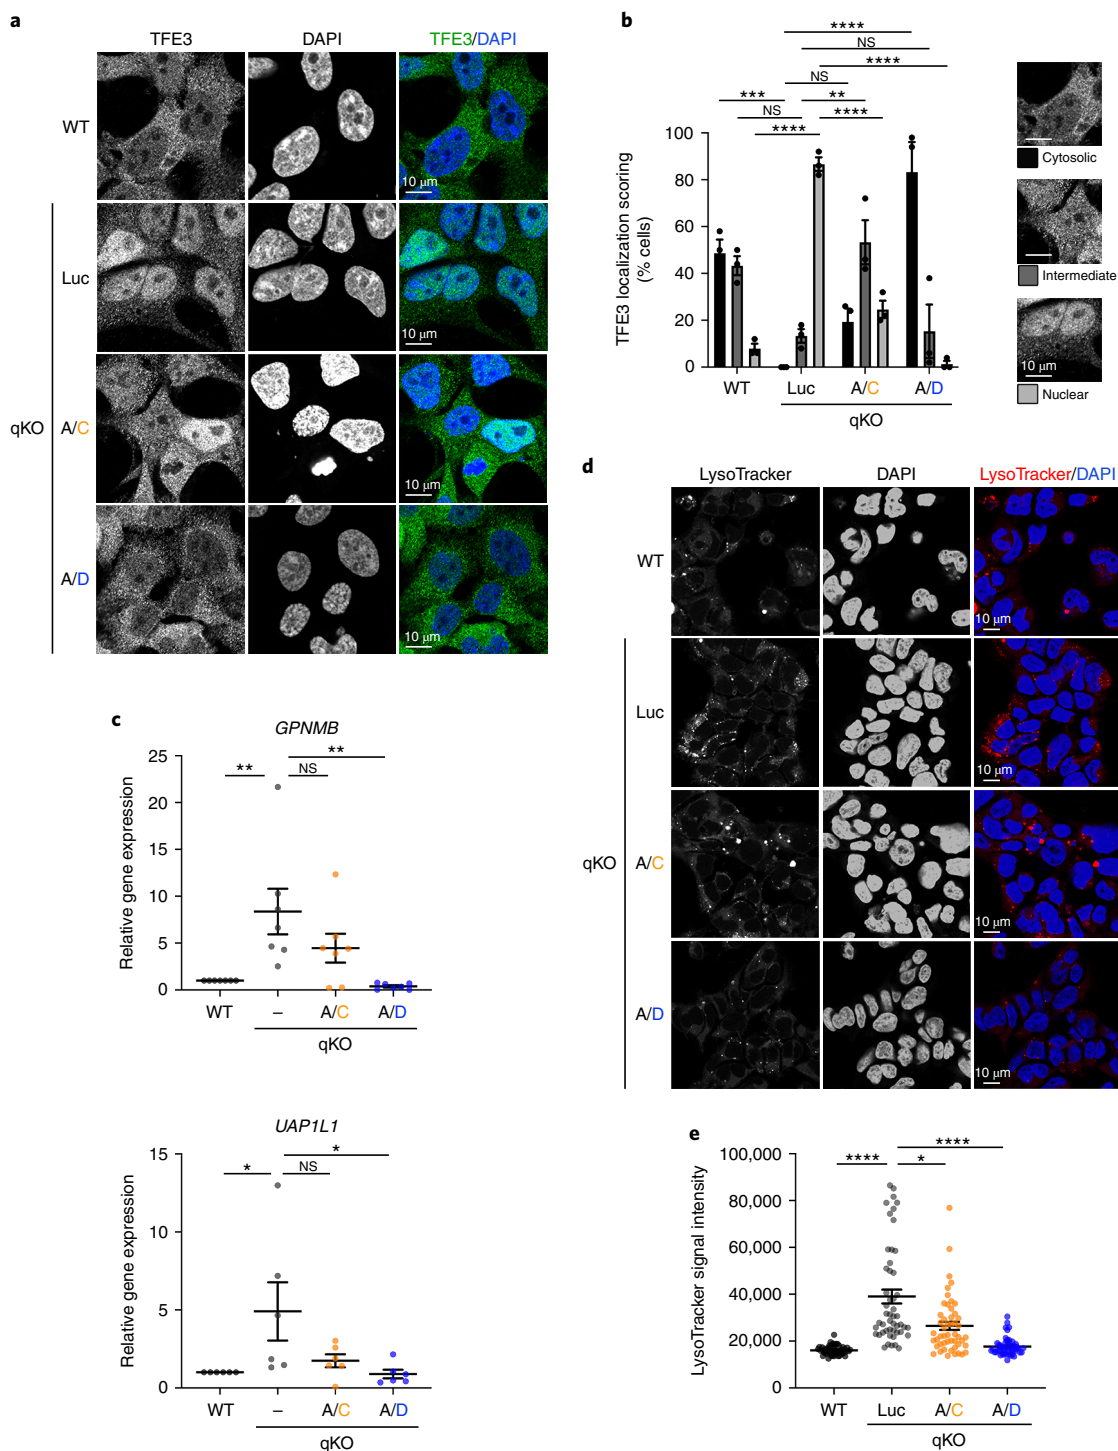 a
TFE3 DAPI TFE3/DAPI
WT
10 µm
Luc
10 µm
qKO
A/C
10 µm
A/D
10 µm
b
****
NS
****
NS
*** **
NS ****
****
100
80
60
40
20
0
TFE3 localization scoring
(% cells)
WT Luc A/C A/D
qKO
Cytosolic
Intermediate
10 µm
Nuclear
c
GPNMB
25
20
15
10
5
0
Relative gene expression
**
**
NS
WT – A/C A/D
qKO
UAP1L1
15
10
5
0
Relative gene expression
*
*
NS
WT – A/C A/D
qKO
d
LysoTracker DAPI LysoTracker/DAPI
WT
10 µm
Luc
10 µm
qKO
A/C
10 µm
A/D
10 µm
e
****
**** *
100,000
80,000
60,000
40,000
20,000
0
LysoTracker signal intensity
WT Luc A/C A/D
qKO